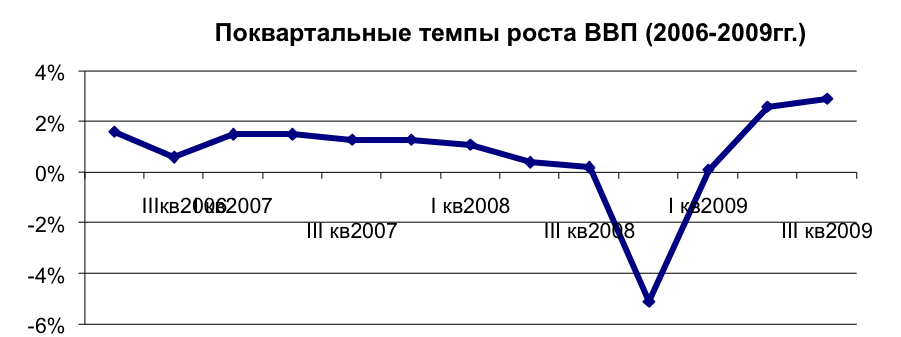 Поквартальные темпы роста ВВП (2006-2009гг.)
4%
2%
0%
-2%
-4%
-6%
IIIкв2006
I кв2007
III кв2007
I кв2008
III кв2008
I кв2009
III кв2009